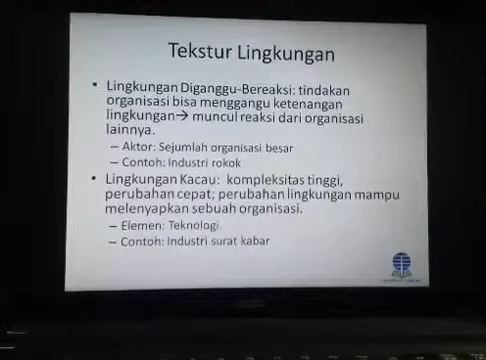 Tekstur Lingkungan
• Lingkungan Diganggu-Bereaksi: tindakan
organisasi bisa menggangu ketenangan
lingkungan→ muncul reaksi dari organisasi
lainnya.
– Aktor: Sejumlah organisasi besar
– Contoh: Industri rokok
• Lingkungan Kacau: kompleksitas tinggi,
perubahan cepat; perubahan lingkungan mampu
melenyapkan sebuah organisasi.
– Elemen: Teknologi.
– Contoh: Industri surat kabar